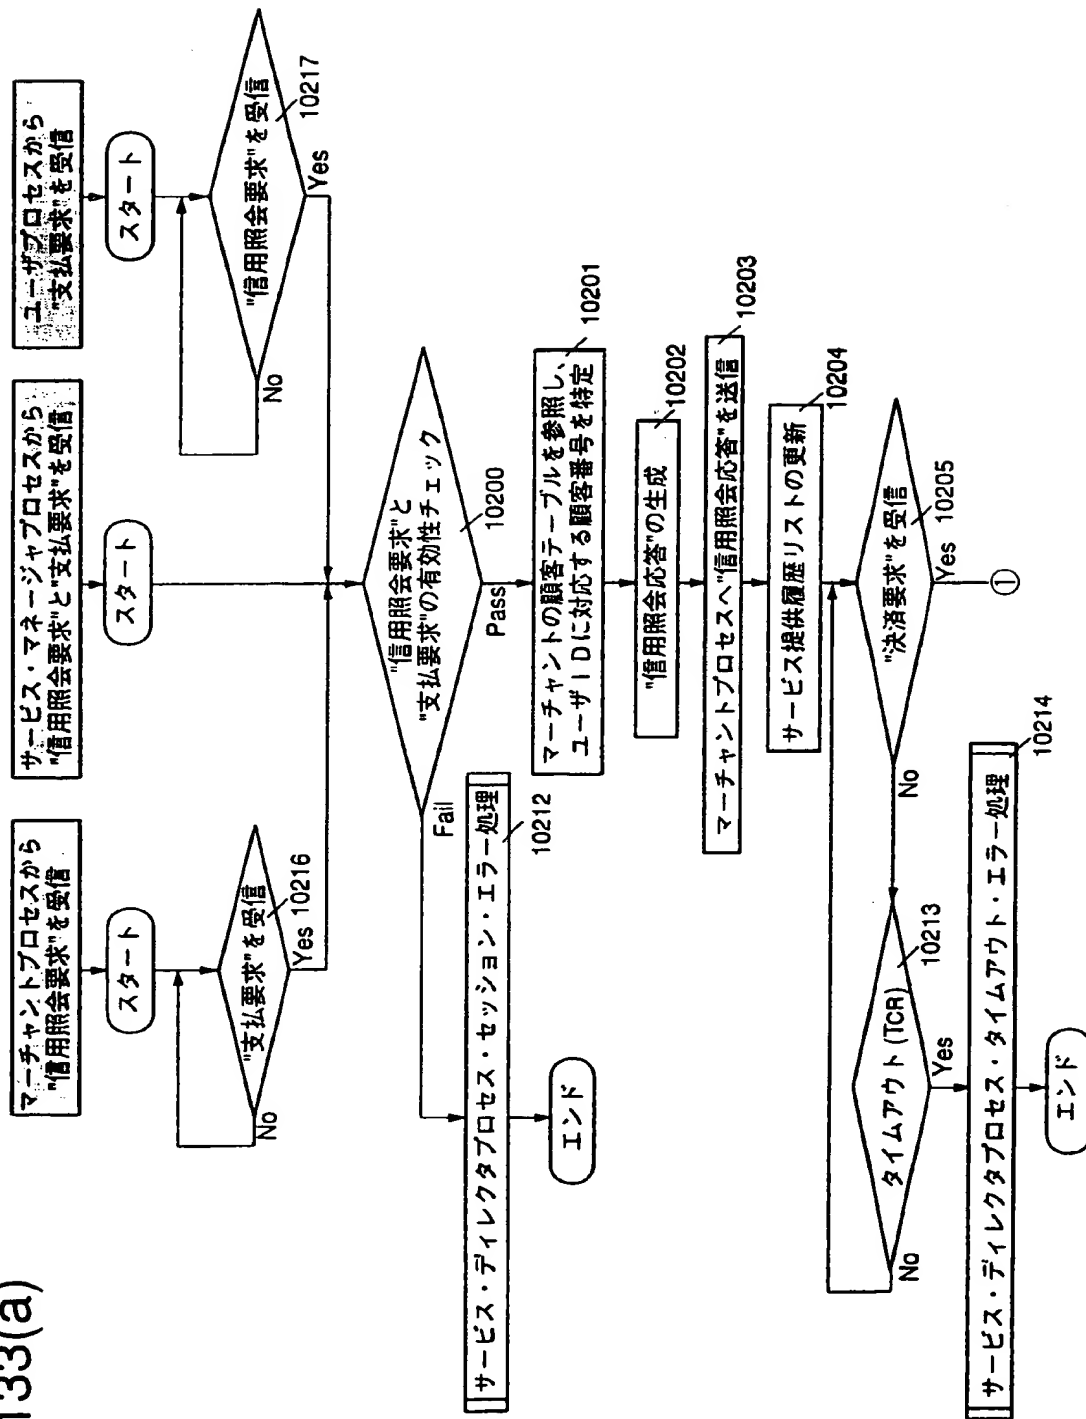 133(a)
マーチャントプロセスから
"信用照会要求"を受信
スタート
"支払要求"を受信
10216
No
Yes
サービス・マネージャプロセスから
"信用照会要求"と"支払要求"を受信
スタート
ユーザプロセスから
"支払要求"を受信
スタート
"信用照会要求"を受信
10217
No
Yes
"信用照会要求"と
"支払要求"の有効性チェック
10200
Fail
Pass
サービス・ディレクタプロセス・セッション・エラー処理
10212
エンド
マーチャントの顧客テーブルを参照し、
ユーザIDに対応する顧客番号を特定
10201
"信用照会応答"の生成
10202
マーチャントプロセスへ"信用照会応答"を送信
10203
サービス提供履歴リストの更新
10204
"決済要求"を受信
10205
No
Yes
①
タイムアウト(TCR)
10213
No
Yes
サービス・ディレクタプロセス・タイムアウト・エラー処理
10214
エンド